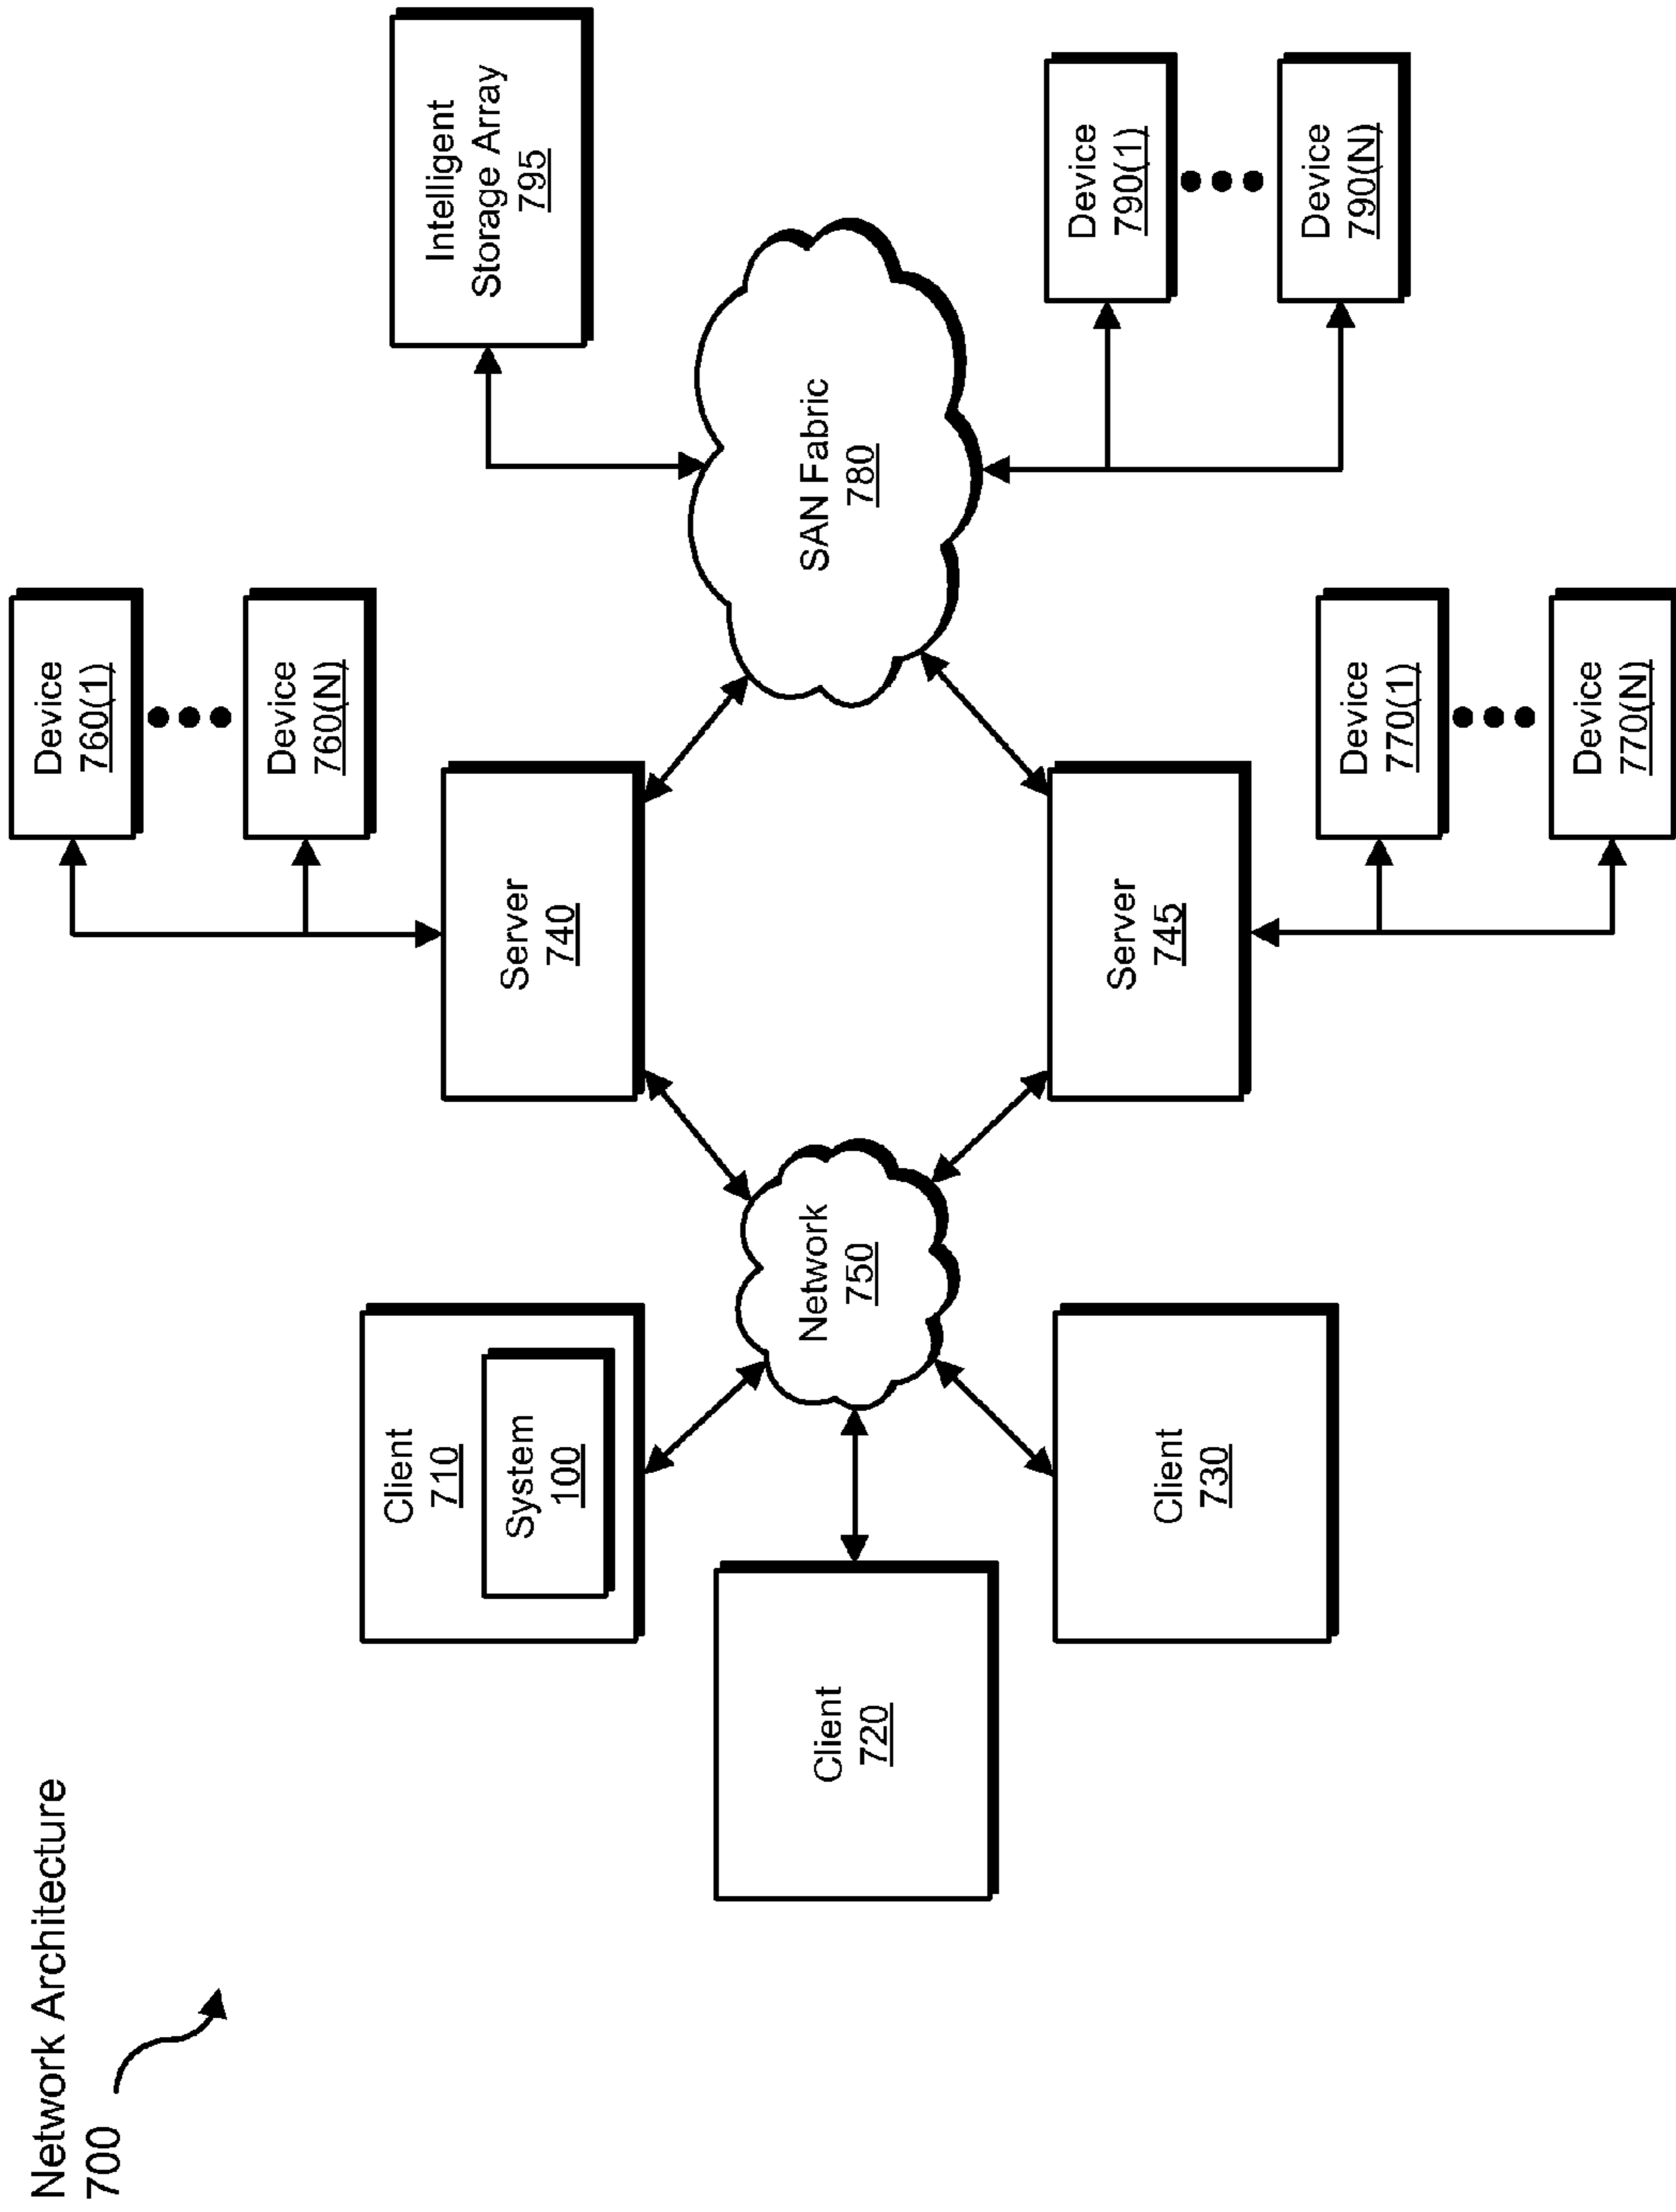 Network Architecture
700
Client
710
System
100
Client
720
Client
730
Network
750
Device
760(1)
Device
760(N)
Server
740
Server
745
Device
770(1)
Device
770(N)
SAN Fabric
780
Intelligent
Storage Array
795
Device
790(1)
Device
790(N)